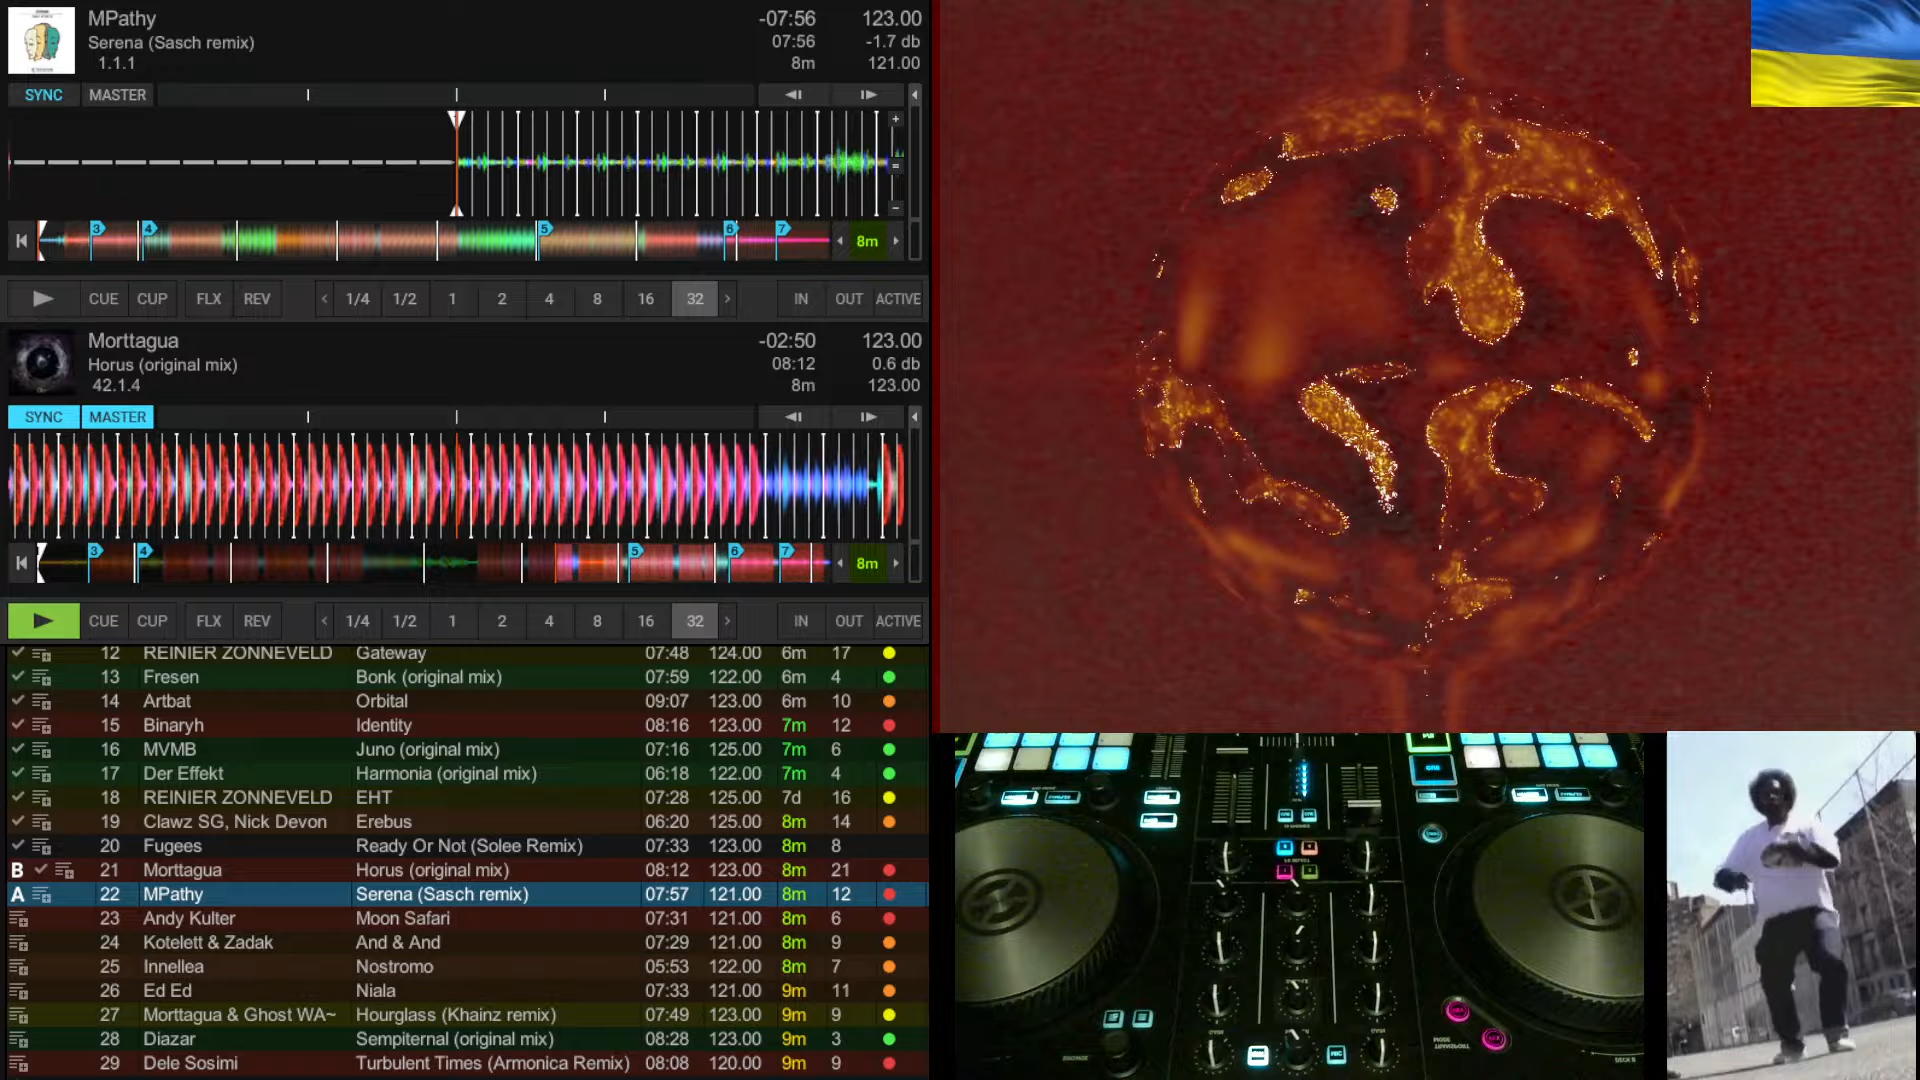 MPathy -07:56 123.00
Serena (Sasch remix) 07:56 -1.7 db
1.1.1 8m 121.00
SYNC MASTER
3 4 5 6 7 8m
CUE CUP FLX REV 1/4 1/2 1 2 4 8 16 32 IN OUT ACTIVE
Morttagua -02:50 123.00
Horus (original mix) 08:12 0.6 db
42.1.4 8m 123.00
SYNC MASTER
3 4 5 6 7 8m
CUE CUP FLX REV 1/4 1/2 1 2 4 8 16 32 IN OUT ACTIVE
12 REINIER ZONNEVELD Gateway 07:48 124.00 6m 17
13 Fresen Bonk (original mix) 07:59 122.00 6m 4
14 Artbat Orbital 09:07 123.00 6m 10
15 Binaryh Identity 08:16 123.00 7m 12
16 MVMB Juno (original mix) 07:16 125.00 7m 6
17 Der Effekt Harmonia (original mix) 06:18 122.00 7m 4
18 REINIER ZONNEVELD EHT 07:28 125.00 7d 16
19 Clawz SG, Nick Devon Erebus 06:20 125.00 8m 14
20 Fugees Ready Or Not (Solee Remix) 07:33 123.00 8m 8
B 21 Morttagua Horus (original mix) 08:12 123.00 8m 21
A 22 MPathy Serena (Sasch remix) 07:57 121.00 8m 12
23 Andy Kulter Moon Safari 07:31 121.00 8m 6
24 Kotelett & Zadak And & And 07:29 121.00 8m 9
25 Innellea Nostromo 05:53 122.00 8m 7
26 Ed Ed Niala 07:33 121.00 9m 11
27 Morttagua & Ghost WA~ Hourglass (Khainz remix) 07:49 123.00 9m 9
28 Diazar Sempiternal (original mix) 08:28 123.00 9m 3
29 Dele Sosimi Turbulent Times (Armonica Remix) 08:08 120.00 9m 9